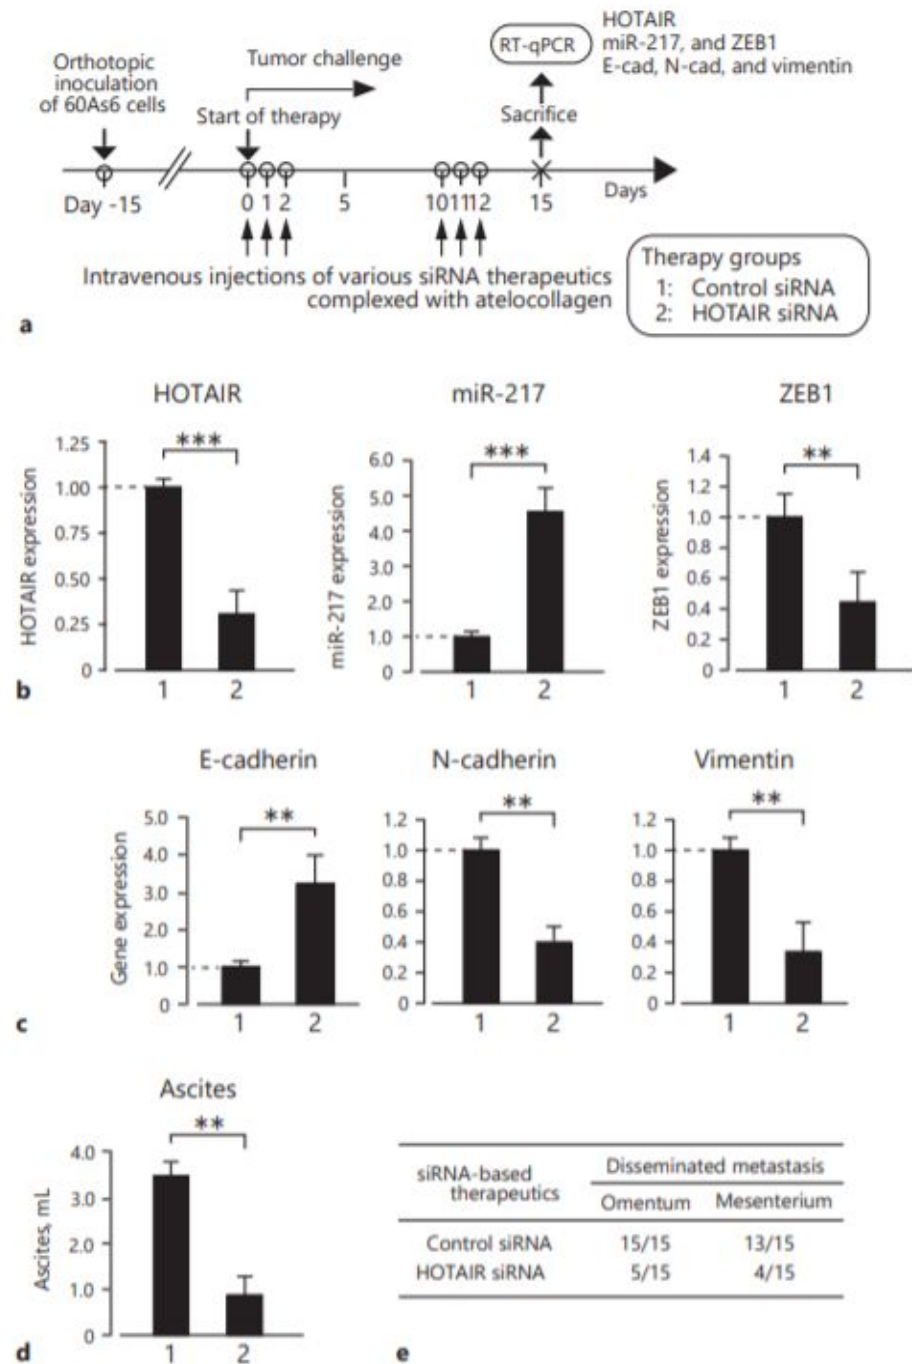 Orthotopic
inoculation
of 60As6 cells
Tumor challenge
Start of therapy
RT-qPCR
HOTAIR
miR-217, and ZEB1
E-cad, N-cad, and vimentin
Sacrifice
Day -15
0 1 2
5
10 11 12
15
Days
Intravenous injections of various siRNA therapeutics
complexed with atelocollagen
Therapy groups
1: Control siRNA
2: HOTAIR siRNA
a
HOTAIR
***
HOTAIR expression
1.25
1.00
0.75
0.50
0.25
0
1 2
miR-217
***
miR-217 expression
6.0
5.0
4.0
3.0
2.0
1.0
0
1 2
ZEB1
**
ZEB1 expression
1.4
1.2
1.0
0.8
0.6
0.4
0.2
0
1 2
b
E-cadherin
**
Gene expression
5.0
4.0
3.0
2.0
1.0
0
1 2
N-cadherin
**
1.2
1.0
0.8
0.6
0.4
0.2
0
1 2
Vimentin
**
1.2
1.0
0.8
0.6
0.4
0.2
0
1 2
c
Ascites
**
Ascites, mL
4.0
3.0
2.0
1.0
0
1 2
d
siRNA-based
therapeutics
Disseminated metastasis
Omentum Mesenterium
Control siRNA 15/15 13/15
HOTAIR siRNA 5/15 4/15
e